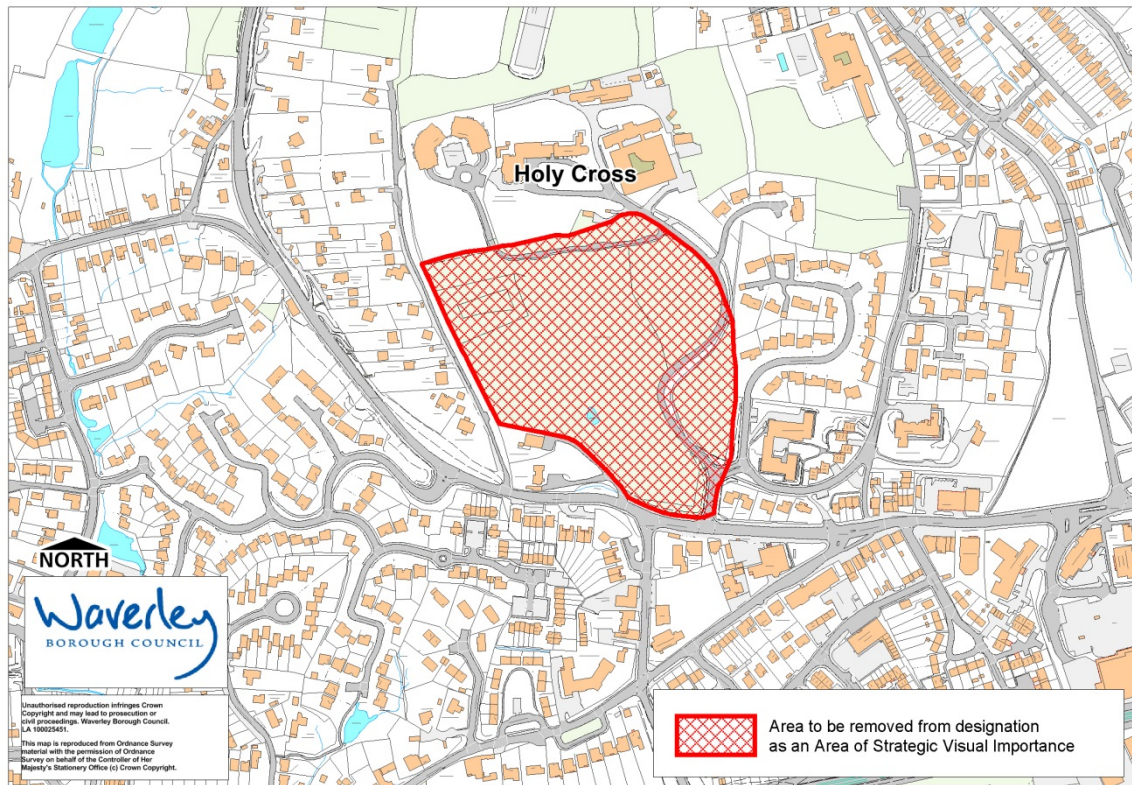 Holy Cross
NORTH
Waverley
BOROUGH COUNCIL
Unauthorised reproduction infringes Crown
Copyright and may lead to prosecution or
civil proceedings. Waverley Borough Council.
LA 100025451.
This map is reproduced from Ordnance Survey
material with the permission of Ordnance
Survey on behalf of the Controller of Her
Majesty's Stationery Office (c) Crown Copyright.
Area to be removed from designation
as an Area of Strategic Visual Importance